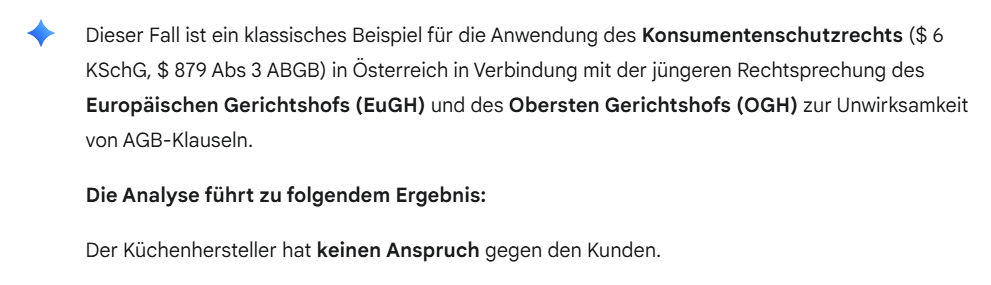 Dieser Fall ist ein klassisches Beispiel für die Anwendung des Konsumentenschutzrechts ($ 6
KSchG, $ 879 Abs 3 ABGB) in Österreich in Verbindung mit der jüngeren Rechtsprechung des
Europäischen Gerichtshofs (EuGH) und des Obersten Gerichtshofs (OGH) zur Unwirksamkeit
von AGB-Klauseln.
Die Analyse führt zu folgendem Ergebnis:
Der Küchenhersteller hat keinen Anspruch gegen den Kunden.